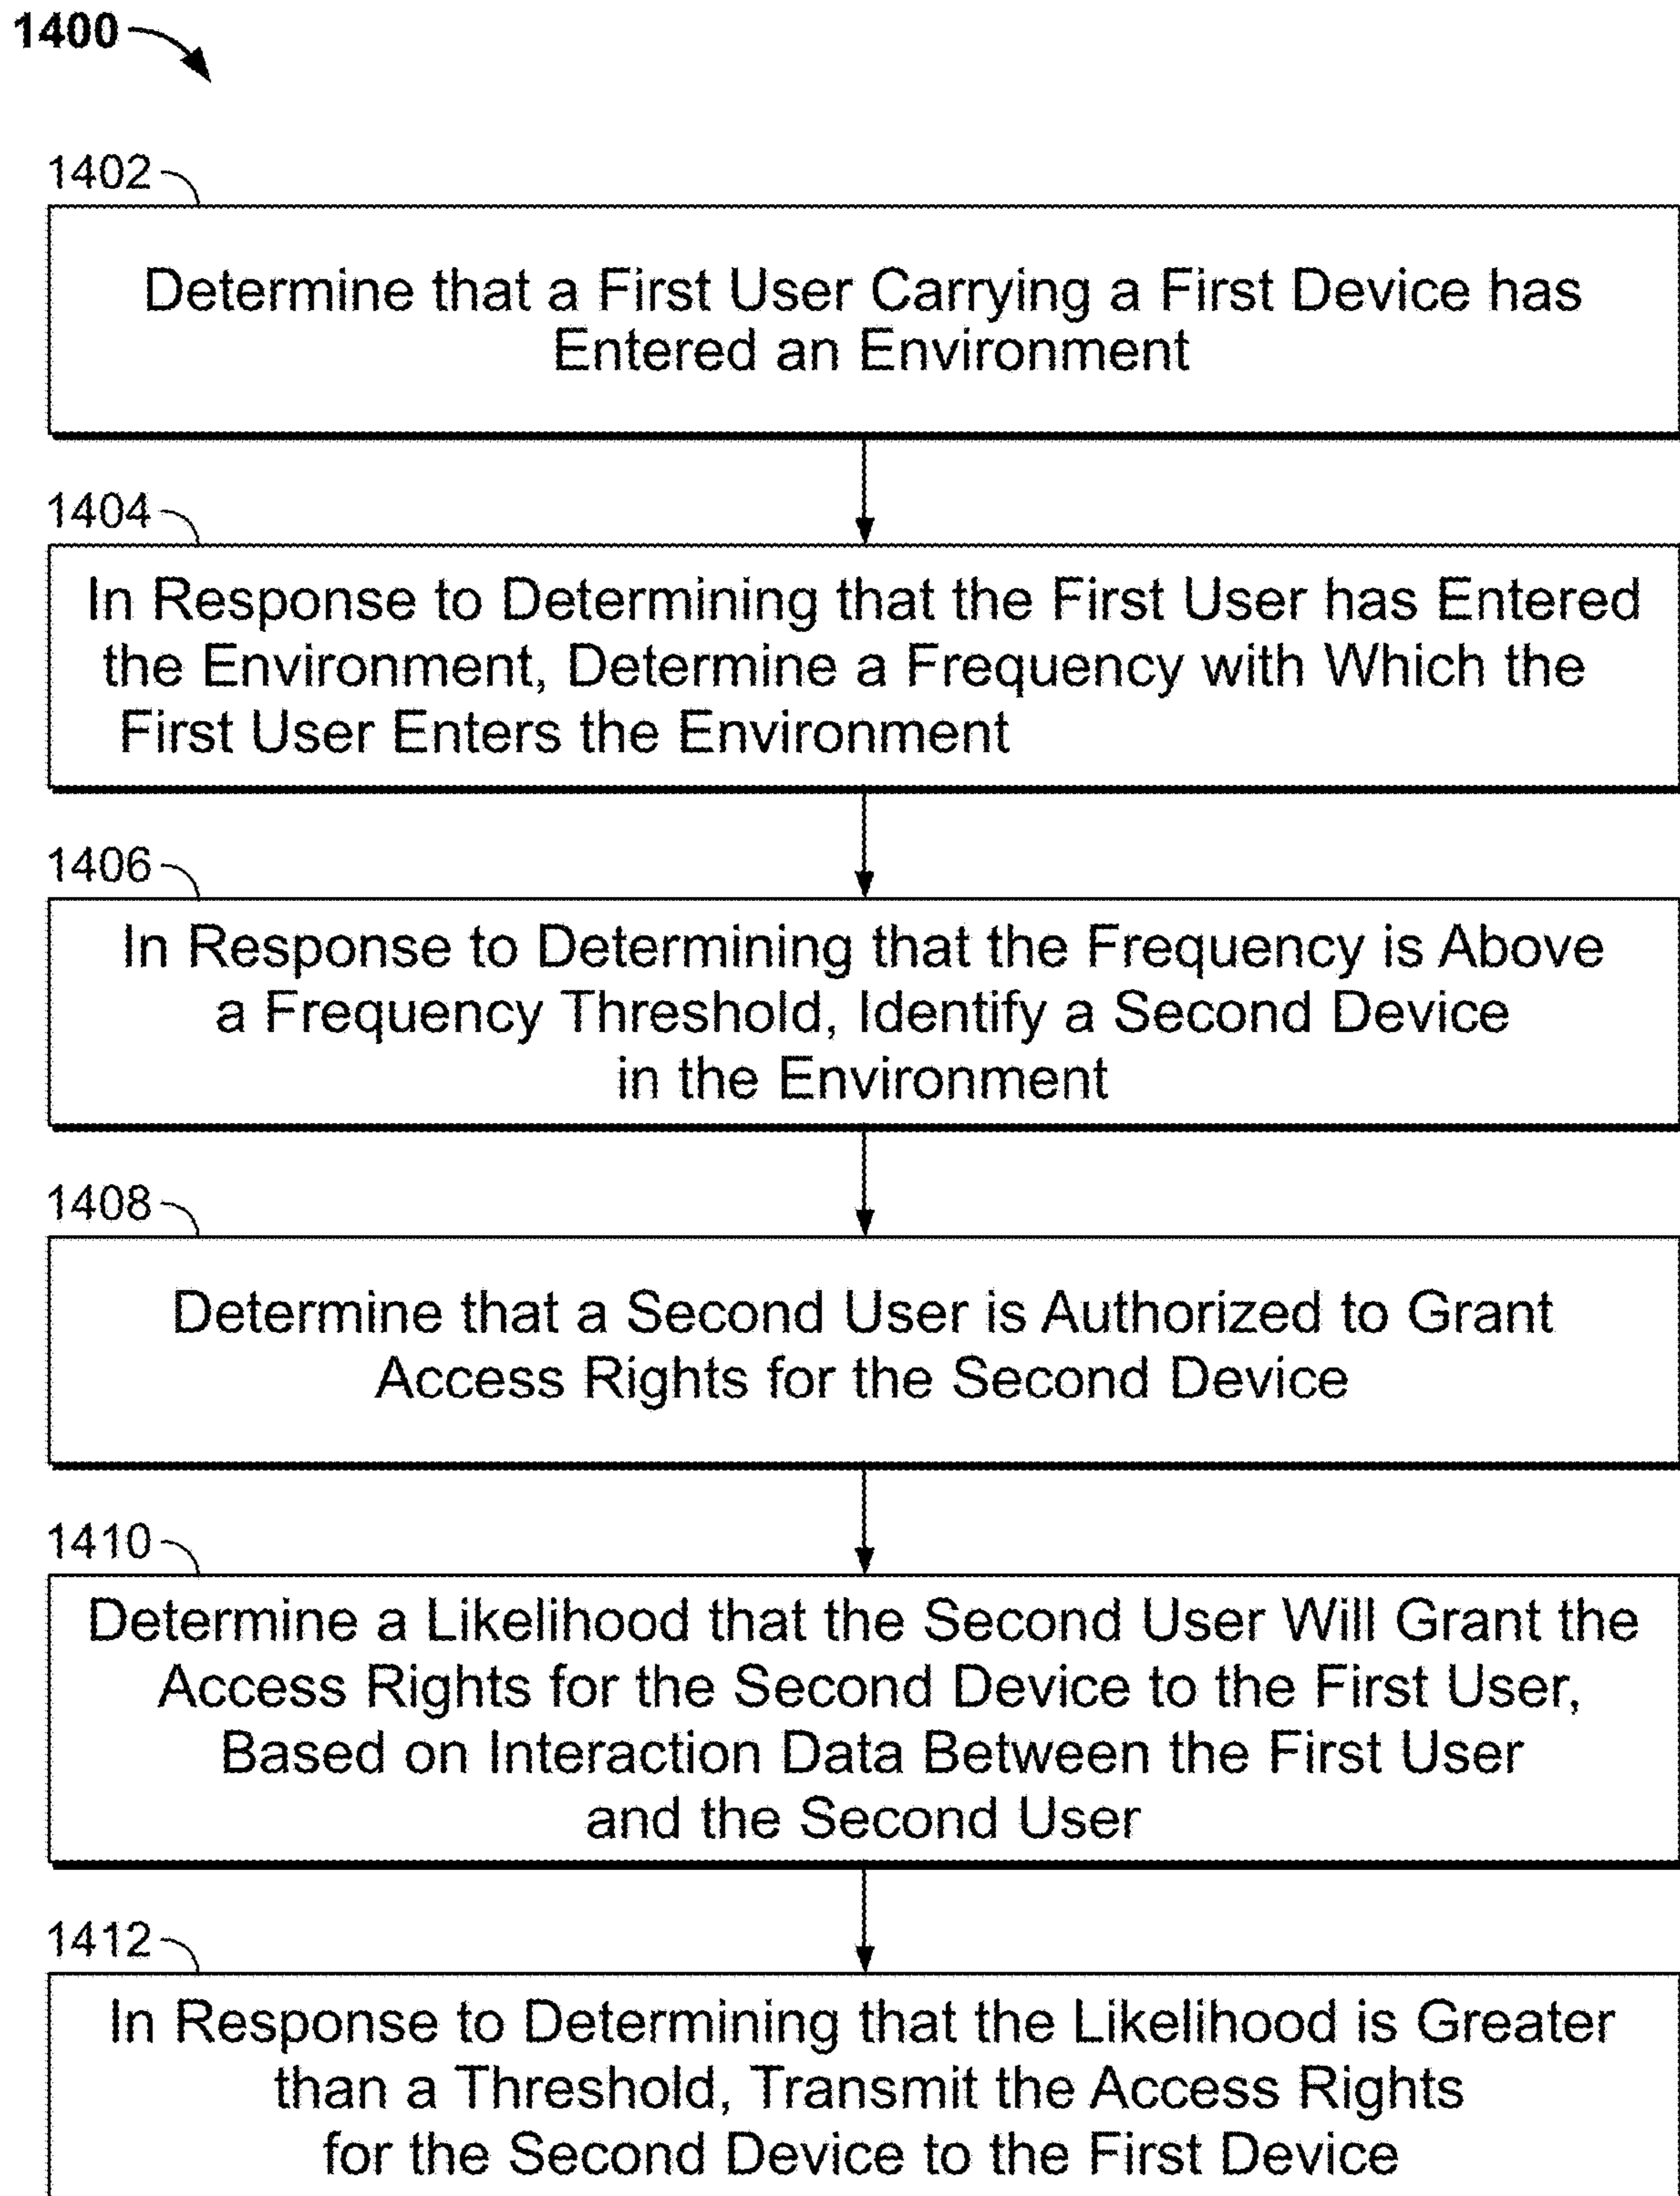 1400
1402
Determine that a First User Carrying a First Device has
Entered an Environment
1404
In Response to Determining that the First User has Entered
the Environment, Determine a Frequency with Which the
First User Enters the Environment
1406
In Response to Determining that the Frequency is Above
a Frequency Threshold, Identify a Second Device
in the Environment
1408
Determine that a Second User is Authorized to Grant
Access Rights for the Second Device
1410
Determine a Likelihood that the Second User Will Grant the
Access Rights for the Second Device to the First User,
Based on Interaction Data Between the First User
and the Second User
1412
In Response to Determining that the Likelihood is Greater
than a Threshold, Transmit the Access Rights
for the Second Device to the First Device